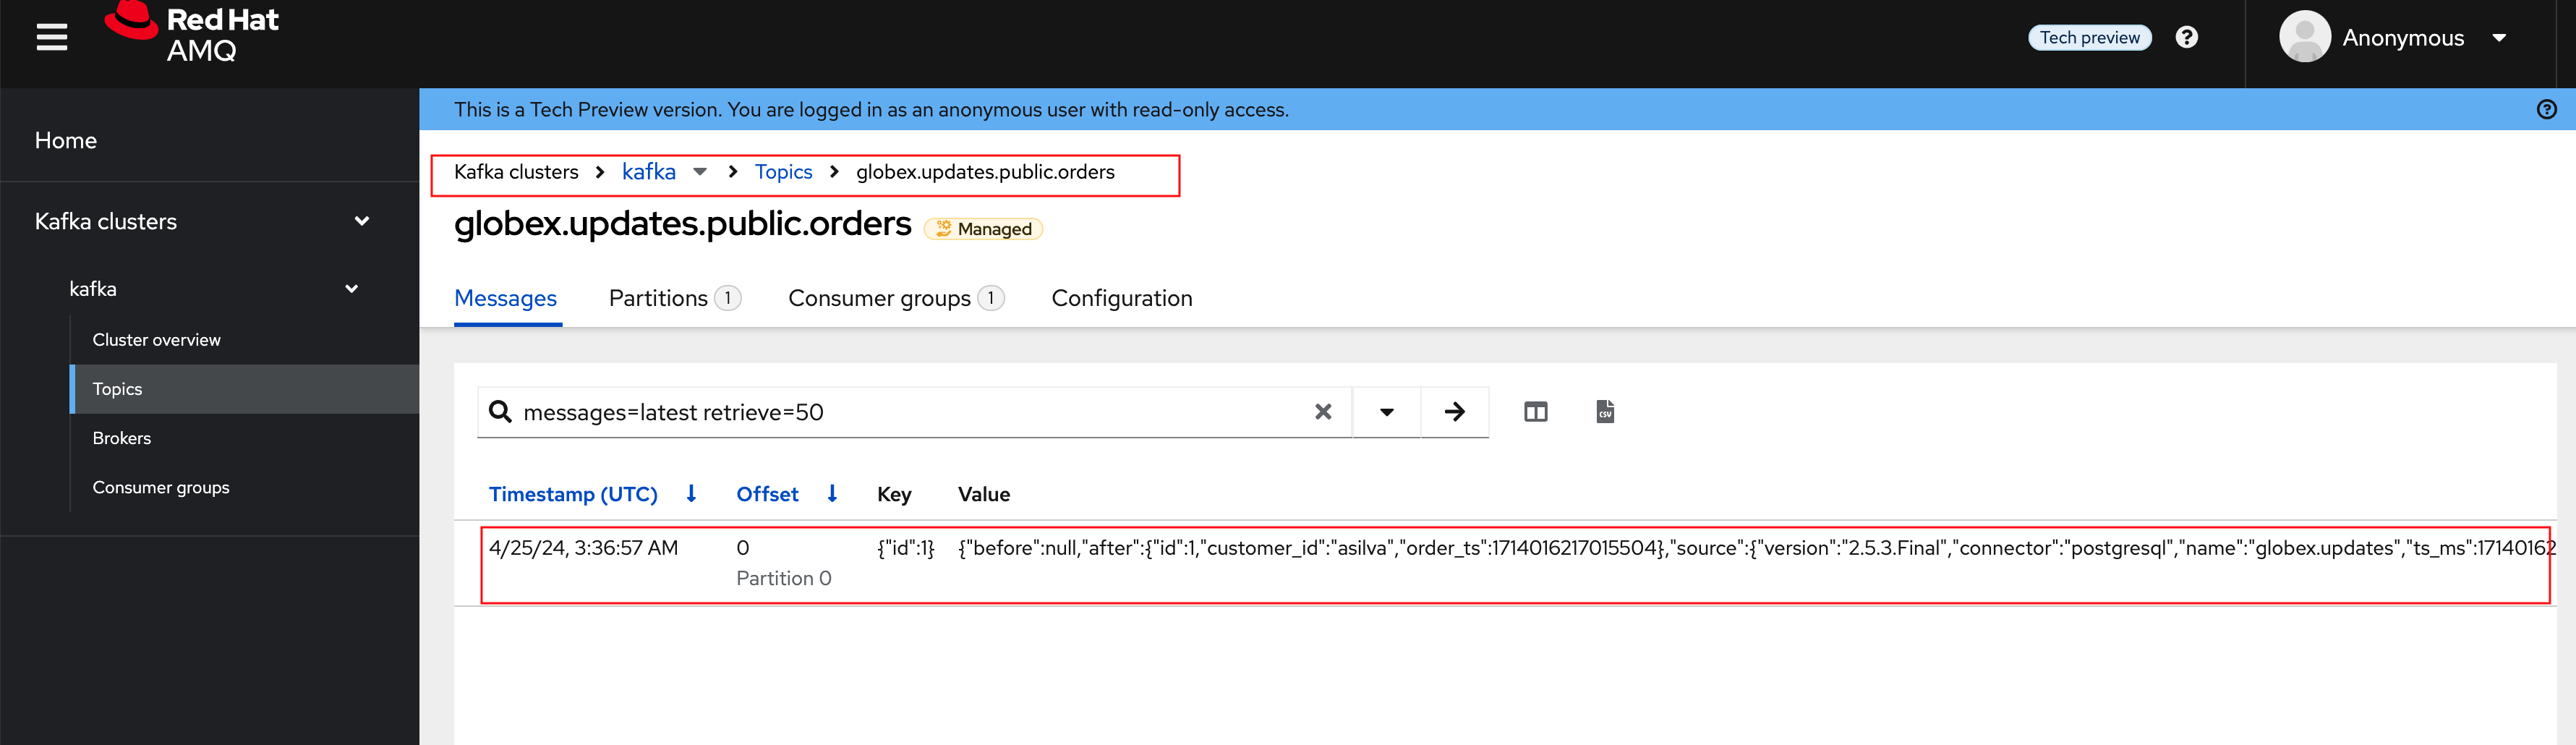 Red Hat
AMQ
Tech preview
Anonymous
This is a Tech Preview version. You are logged in as an anonymous user with read-only access.
Home
Kafka clusters
kafka
Cluster overview
Topics
Brokers
Consumer groups
Kafka clusters kafka Topics globex.updates.public.orders
globex.updates.public.orders Managed
Messages Partitions 1 Consumer groups 1 Configuration
messages=latest retrieve=50
CSV
Timestamp (UTC) Offset Key Value
4/25/24, 3:36:57 AM 0 {"id":1} {"before":null,"after":{"id":1,"customer_id":"asilva","order_ts":1714016217015504},"source":{"version":"2.5.3.Final","connector":"postgresql","name":"globex.updates","ts_ms":17140162
Partition 0